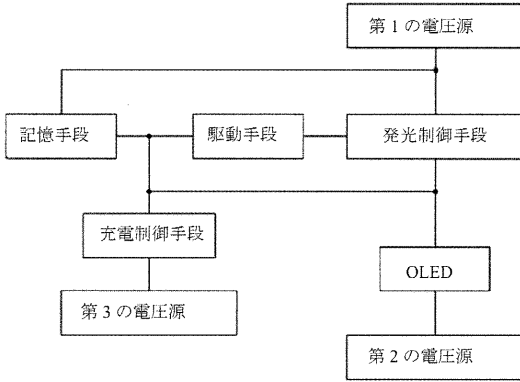 第1の電圧源
記憶手段
駆動手段
発光制御手段
充電制御手段
OLED
第3の電圧源
第2の電圧源